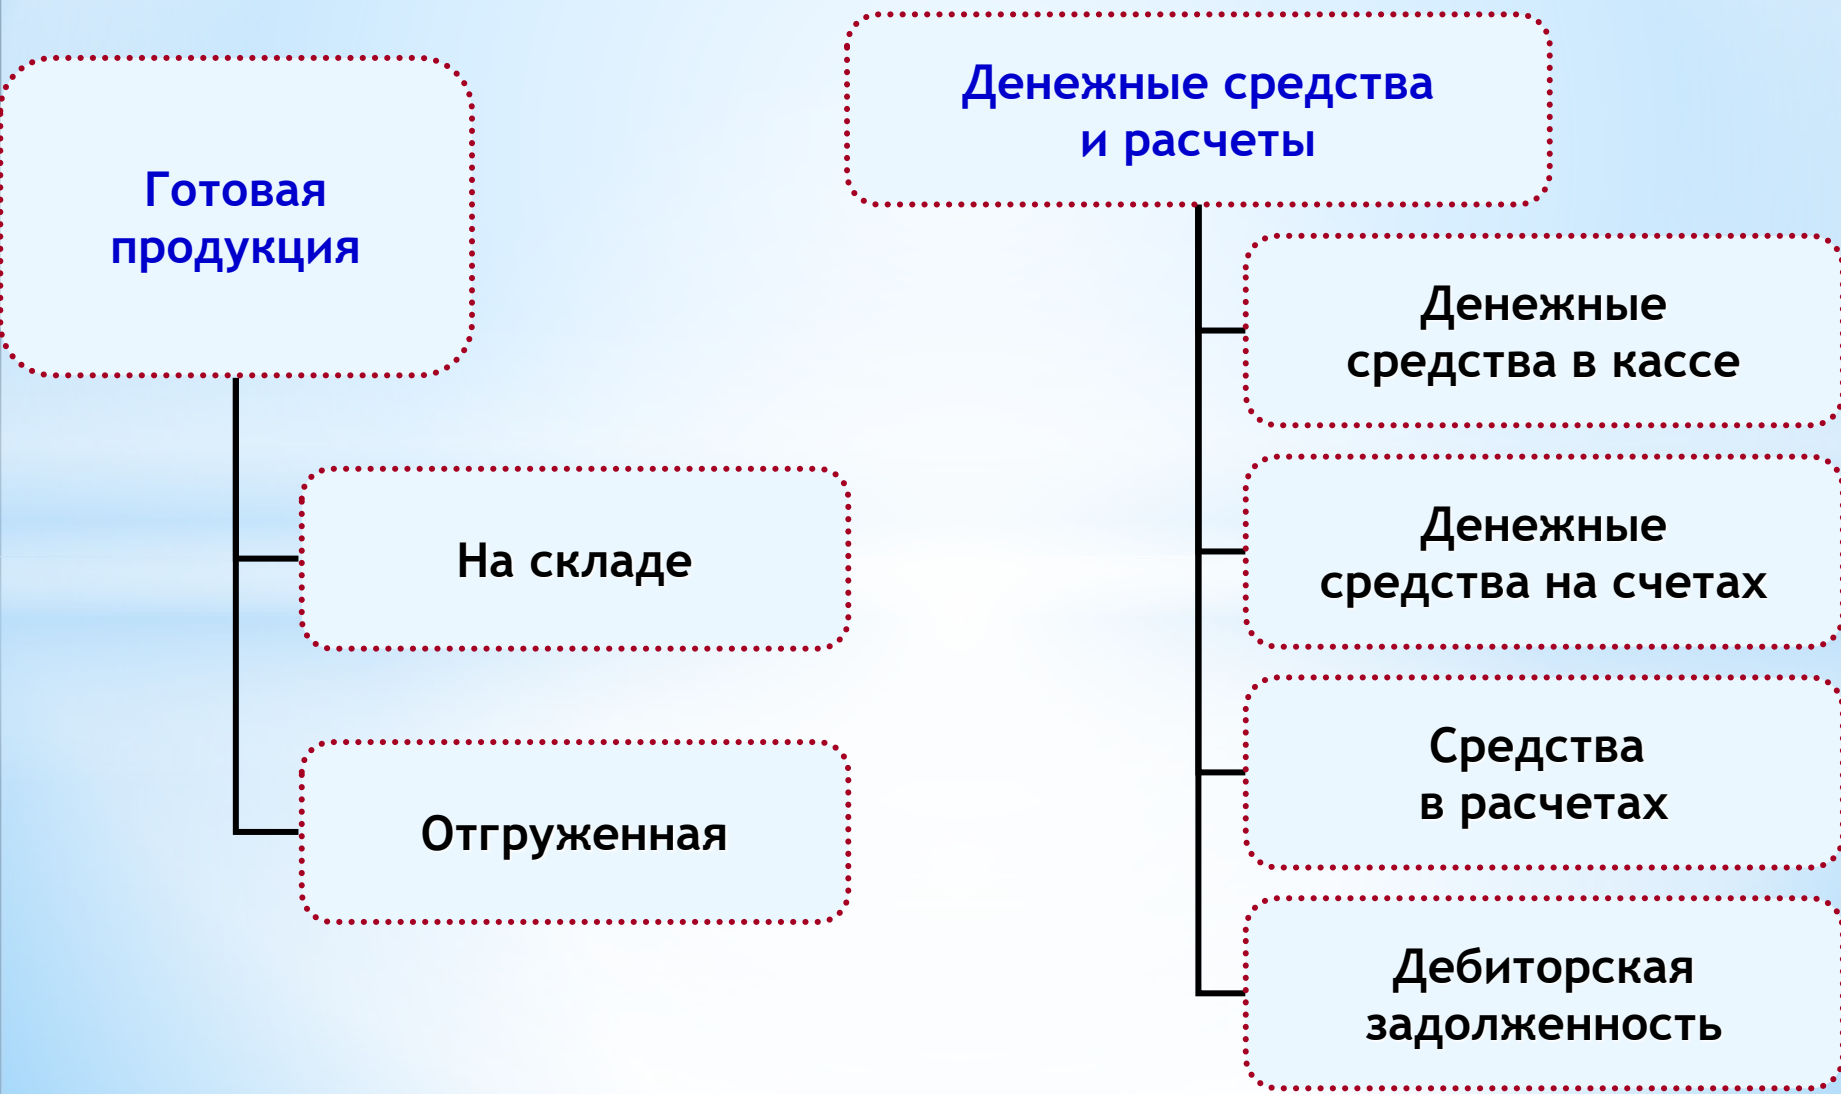 Готовая
продукция
На складе
Отгруженная
Денежные средства
и расчеты
Денежные
средства в кассе
Денежные
средства на счетах
Средства
в расчетах
Дебиторская
задолженность